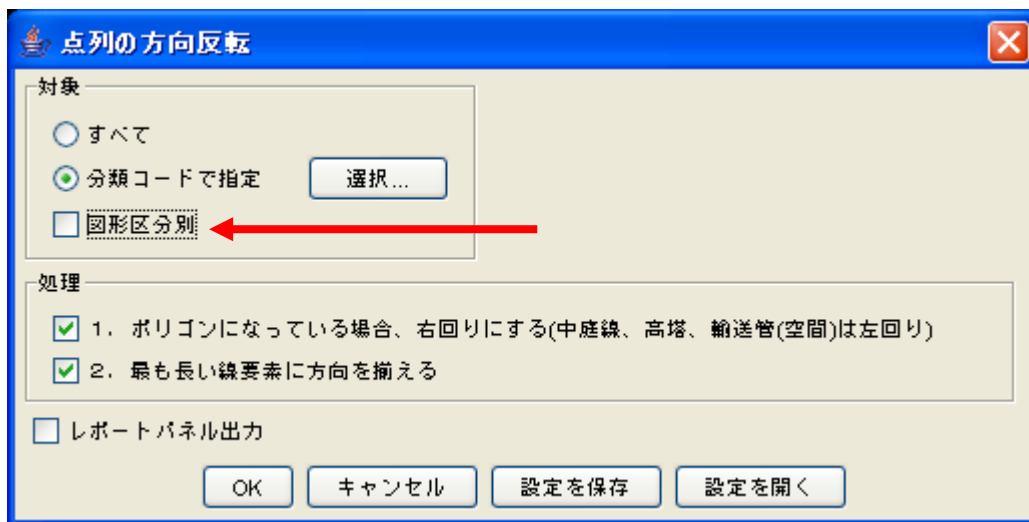 点列の方向反転
対象
すべて
分類コードで指定 選択...
図形区分別
処理
1. ポリゴンになっている場合、右回りにする(中庭線、高塔、輸送管(空間)は左回り)
2. 最も長い線要素に方向を揃える
レポートパネル出力
OK キャンセル 設定を保存 設定を開く